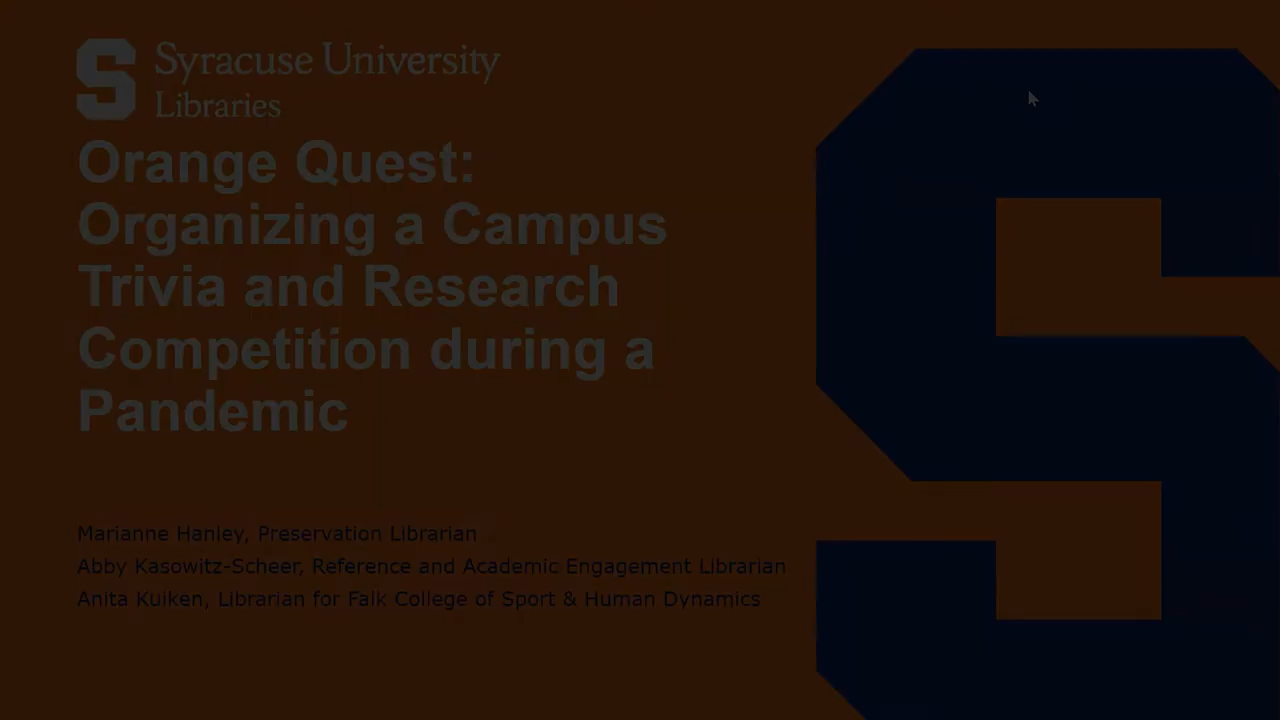 S Syracuse University
Libraries
Orange Quest:
Organizing a Campus
Trivia and Research
Competition during a
Pandemic
Marianne Hanley, Preservation Librarian
Abby Kasowitz-Scheer, Reference and Academic Engagement Librarian
Anita Kuiken, Librarian for Falk College of Sport & Human Dynamics
S